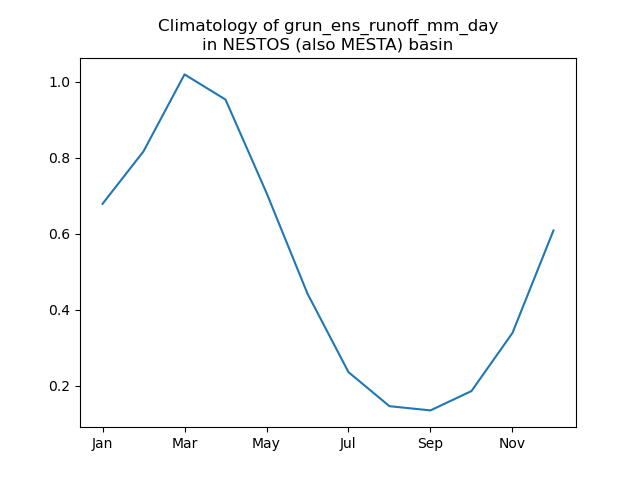 Climatology of grun_ens_runoff_mm_day
in NESTOS (also MESTA) basin
1.0
0.8
0.6
0.4
0.2
Jan Mar May Jul Sep Nov